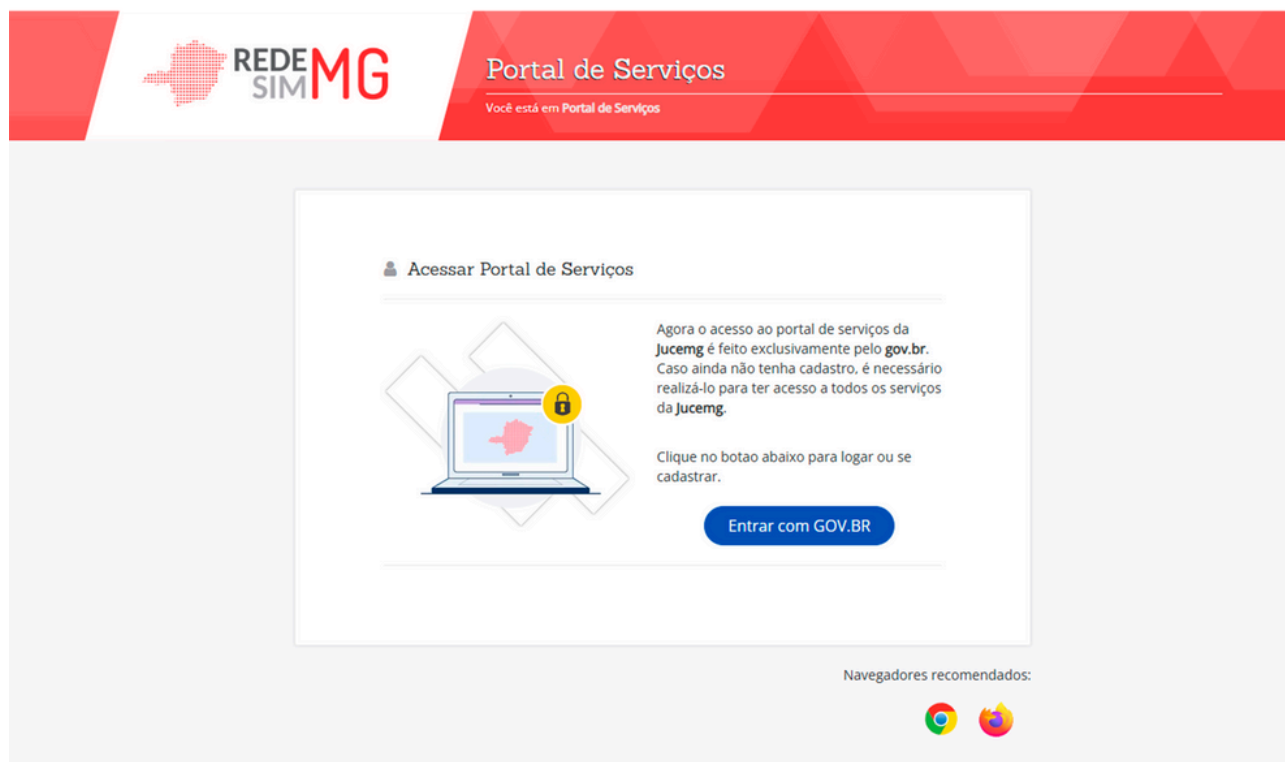 REDE
SIM MG
Portal de Serviços
Você está em Portal de Serviços
Acessar Portal de Serviços
Agora o acesso ao portal de serviços da
Jucemg é feito exclusivamente pelo gov.br.
Caso ainda não tenha cadastro, é necessário
realizá-lo para ter acesso a todos os serviços
da Jucemg.
Clique no botao abaixo para logar ou se
cadastrar.
Entrar com GOV.BR
Navegadores recomendados: